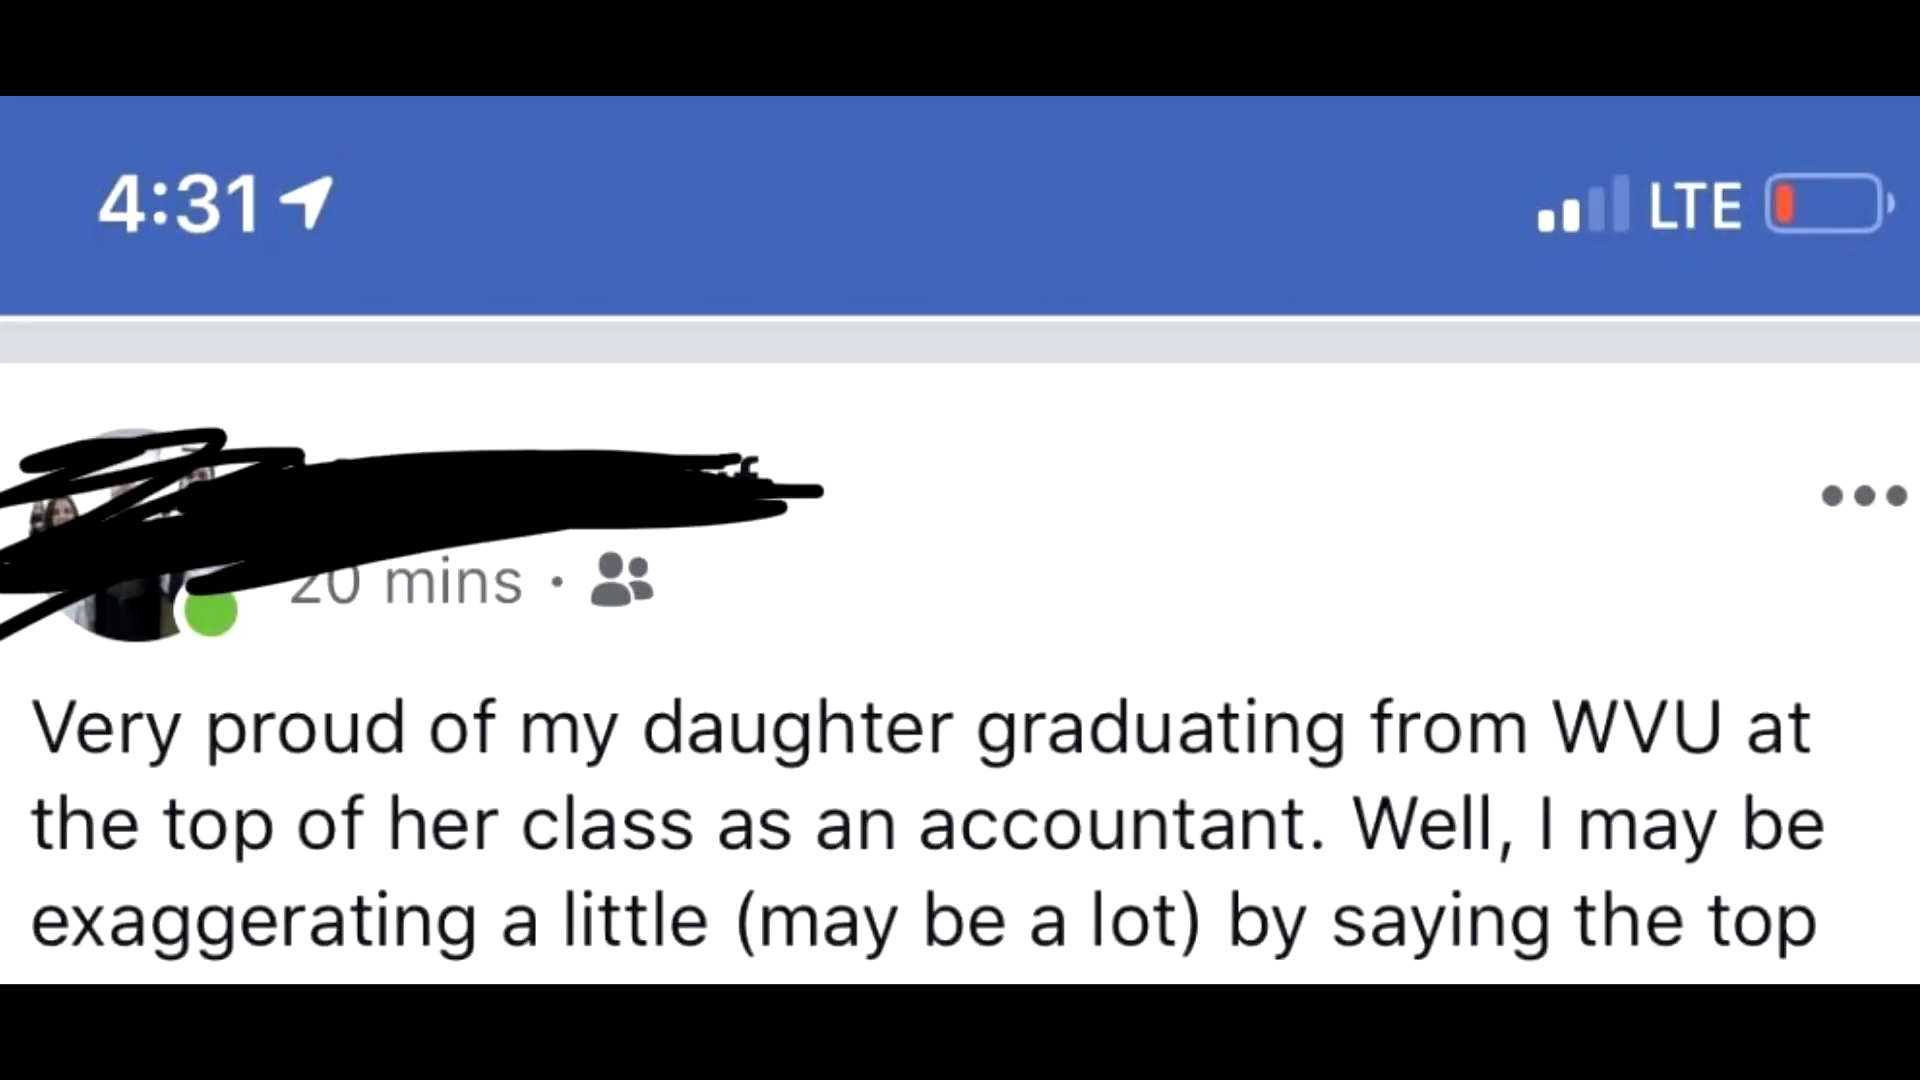 4:31 LTE
20 mins ·
Very proud of my daughter graduating from WVU at
the top of her class as an accountant. Well, I may be
exaggerating a little (may be a lot) by saying the top